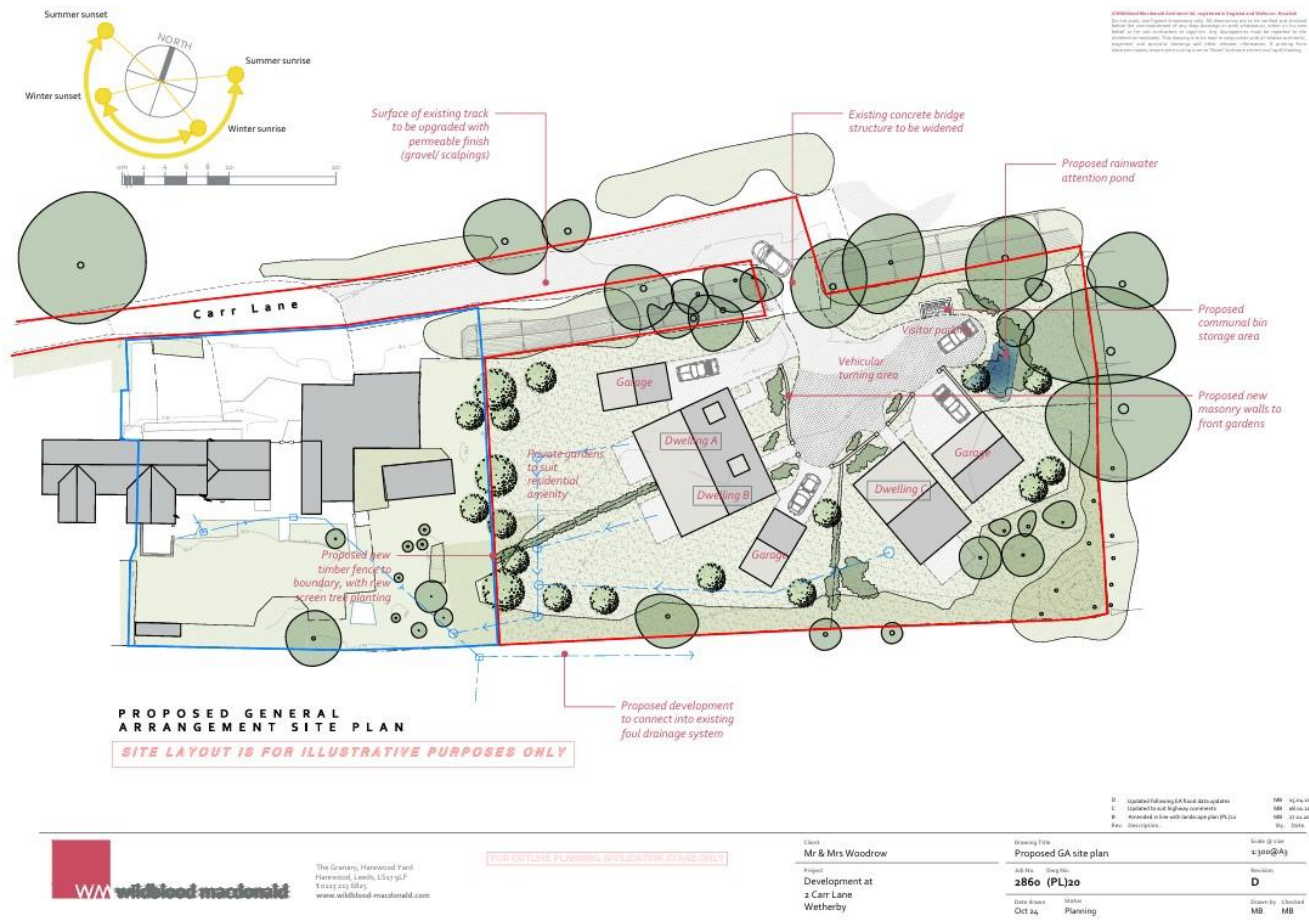 Summer sunset
NORTH
Summer sunrise
Winter sunset
Winter sunrise
Surface of existing track
to be upgraded with
permeable finish
(gravel/ scalpings)
Existing concrete bridge
structure to be widened
Proposed rainwater
attention pond
Carr Lane
Visitor parking
Proposed
communal bin
storage area
Vehicular
turning area
Garage
Proposed new
masonry walls to
front gardens
Dwelling A
Private gardens
to suit
residential
amenity
Garage
Dwelling B
Dwelling C
Garage
Proposed new
timber fence to
boundary, with new
screen tree planting
Proposed development
to connect into existing
foul drainage system
PROPOSED GENERAL
ARRANGEMENT SITE PLAN
SITE LAYOUT IS FOR ILLUSTRATIVE PURPOSES ONLY
D Updated following EA flood data updates MB
C Updated to suit highway comments MB
B Amended in line with landscape plan (PL)22 MB
Rev. Description. By. Date.
WM wildblood macdonald
The Granary, Harewood Yard
Harewood, Leeds, LS17 9LF
www.wildblood-macdonald.com
FOR OUTLINE PLANNING APPLICATION STAGE ONLY
Client
Mr & Mrs Woodrow
Project
Development at
2 Carr Lane
Wetherby
Drawing Title
Proposed GA site plan
Scale @ size
1:300@A3
Job No. Dwg No.
2860 (PL)20
Revision
D
Date drawn Status
Oct 24 Planning
Drawn by Checked
MB MB